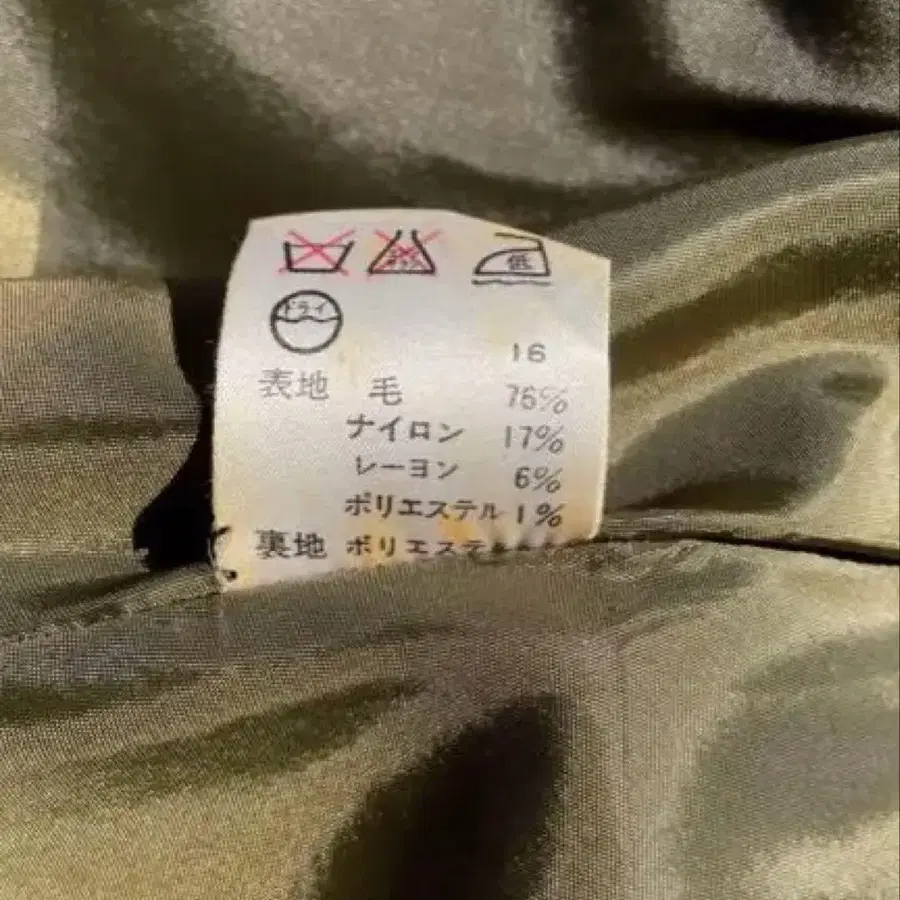 低
ドライ
16
表地 毛 76%
ナイロン 17%
レーヨン 6%
ポリエステル 1%
裏地 ポリエステ